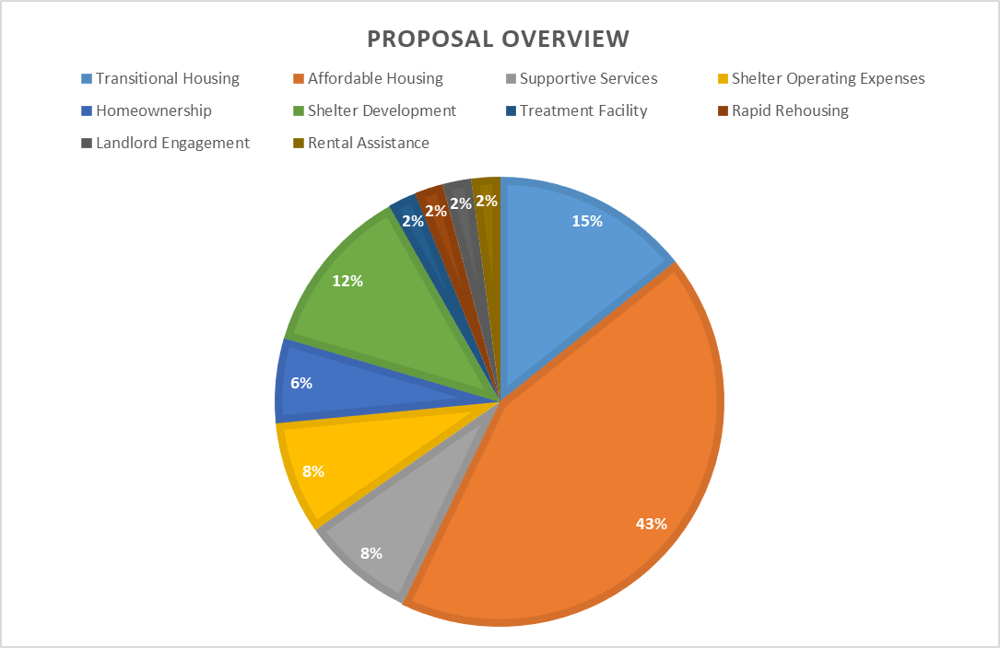 PROPOSAL OVERVIEW
Transitional Housing Affordable Housing Supportive Services Shelter Operating Expenses
Homeownership Shelter Development Treatment Facility Rapid Rehousing
Landlord Engagement Rental Assistance
2% 2% 2% 2% 15%
12%
6%
8%
43%
8%